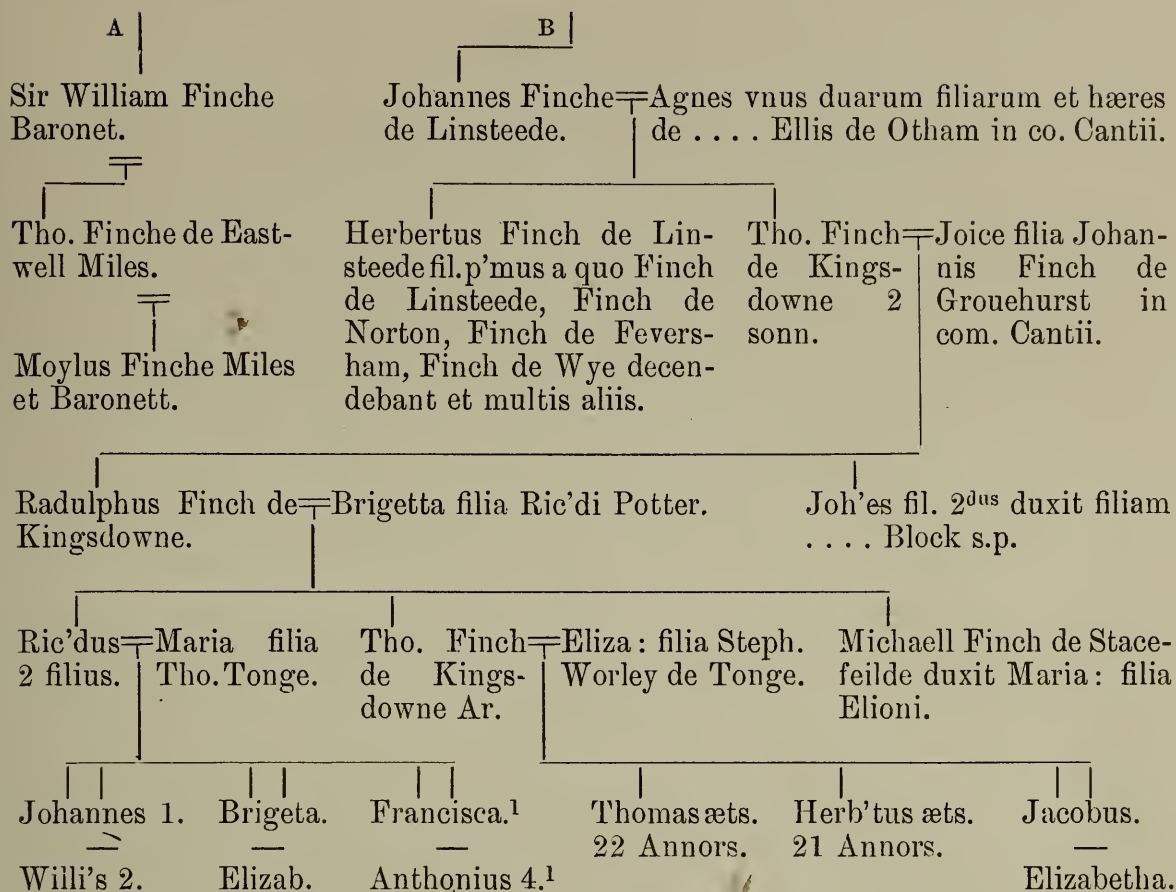 A
B
Sir William Finche
Baronet.
Johannes Finche
de Linsteede.
Agnes vnus duarum filiarum et hæres
de .... Ellis de Otham in co. Cantii.
Tho. Finche de East-
well Miles.
Herbertus Finch de Lin-
steede fil. p'mus a quo Finch
de Linsteede, Finch de
Norton, Finch de Fevers-
ham, Finch de Wye decen-
debant et multis aliis.
Tho. Finch
de Kings-
downe 2
sonn.
Joice filia Johan-
nis Finch de
Grouehurst in
com. Cantii.
Moylus Finche Miles
et Baronett.
Radulphus Finch de
Kingsdowne.
Brigetta filia Ric'di Potter.
Joh'es fil. 2dus duxit filiam
.... Block s.p.
Ric'dus
2 filius.
Maria filia
Tho. Tonge.
Tho. Finch
de Kings-
downe Ar.
Eliza: filia Steph.
Worley de Tonge.
Michaell Finch de Stace-
feilde duxit Maria: filia
Elioni.
Johannes 1.
Willi's 2.
Brigeta.
Elizab.
Francisca.1
Anthonius 4.1
Thomas æts.
22 Annors.
Herb'tus æts.
21 Annors.
Jacobus.
Elizabetha.